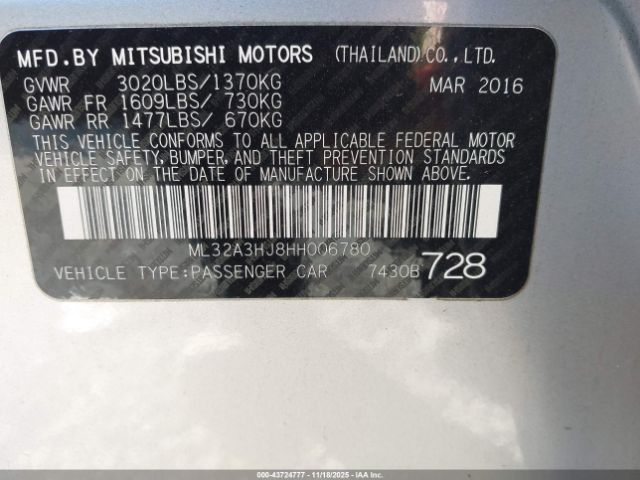 MFD.BY MITSUBISHI MOTORS (THAILAND)CO.,LTD.
GVWR 3020LBS/1370KG MAR 2016
GAWR FR 1609LBS/ 730KG
GAWR RR 1477LBS/ 670KG
THIS VEHICLE CONFORMS TO ALL APPLICABLE FEDERAL MOTOR
VEHICLE SAFETY, BUMPER, AND THEFT PREVENTION STANDARDS
IN EFFECT ON THE DATE OF MANUFACTURE SHOWN ABOVE.
ML32A3HJ8HH006780
VEHICLE TYPE:PASSENGER CAR 7430B 728
000-43724777 - 11/18/2025 - IAAI CHICAGO